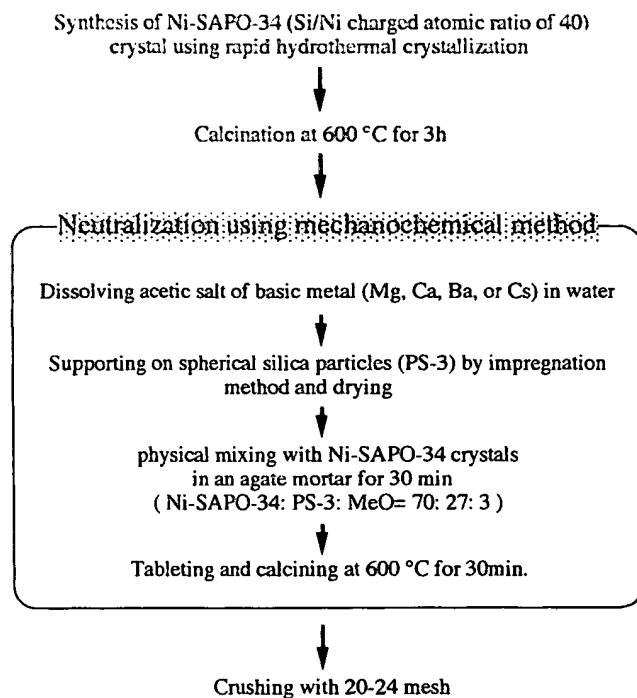 Synthesis of Ni-SAPO-34 (Si/Ni charged atomic ratio of 40)
crystal using rapid hydrothermal crystallization
Calcination at 600 °C for 3h
Neutralization using mechanochemical method
Dissolving acetic salt of basic metal (Mg, Ca, Ba, or Cs) in water
Supporting on spherical silica particles (PS-3) by impregnation
method and drying
physical mixing with Ni-SAPO-34 crystals
in an agate mortar for 30 min
( Ni-SAPO-34: PS-3: MeO= 70: 27: 3 )
Tableting and calcining at 600 °C for 30min.
Crushing with 20-24 mesh